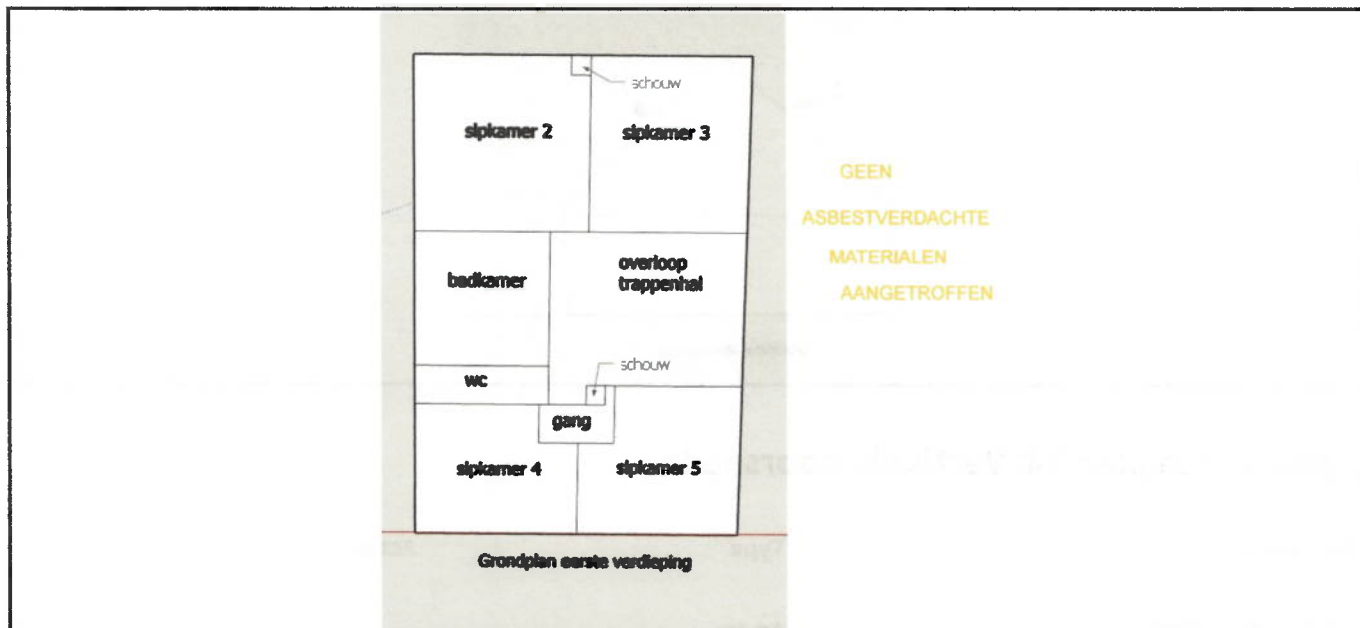 schouw
slpkamer 2
slpkamer 3
GEEN
ASBESTVERDACHTE
MATERIALEN
AANGETROFFEN
badkamer
overloop
trappenhal
schouw
wc
gang
slpkamer 4
slpkamer 5
Type
Grondplan eerste verdieping